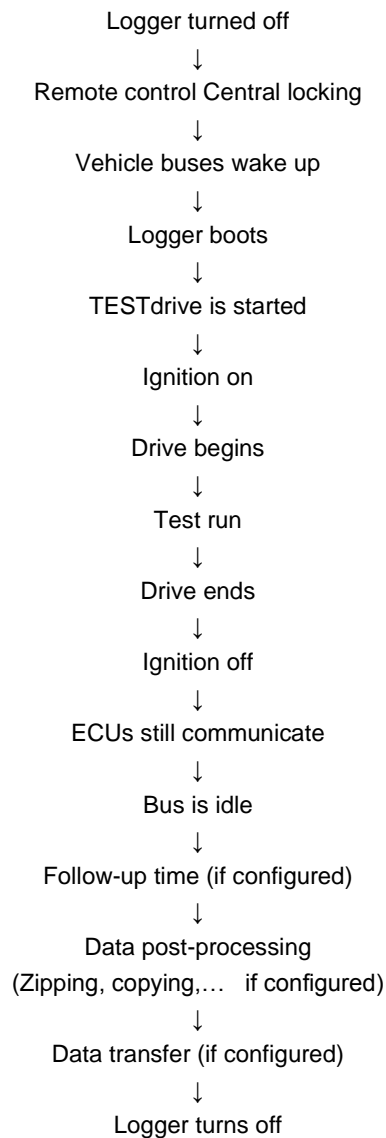 Logger turned off
↓
Remote control Central locking
↓
Vehicle buses wake up
↓
Logger boots
↓
TESTdrive is started
↓
Ignition on
↓
Drive begins
↓
Test run
↓
Drive ends
↓
Ignition off
↓
ECUs still communicate
↓
Bus is idle
↓
Follow-up time (if configured)
↓
Data post-processing
(Zipping, copying,… if configured)
↓
Data transfer (if configured)
↓
Logger turns off